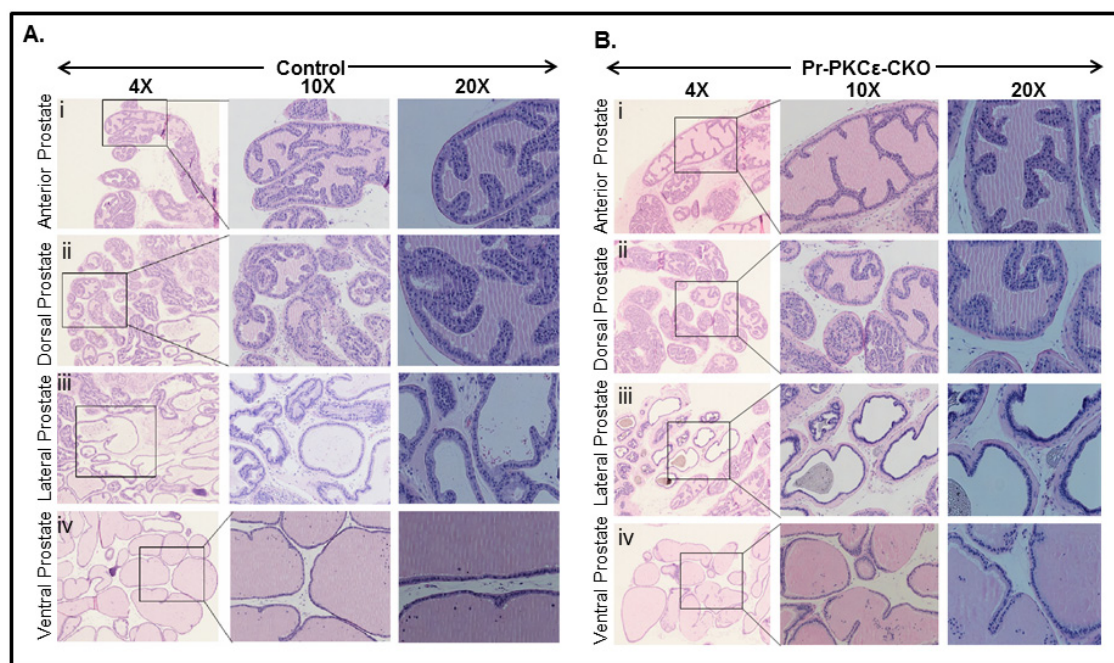 A.
Control
4X 10X 20X
i
Anterior Prostate
ii
Dorsal Prostate
iii
Lateral Prostate
iv
Ventral Prostate
B.
Pr-PKCε-CKO
4X 10X 20X
i
Anterior Prostate
ii
Dorsal Prostate
iii
Lateral Prostate
iv
Ventral Prostate